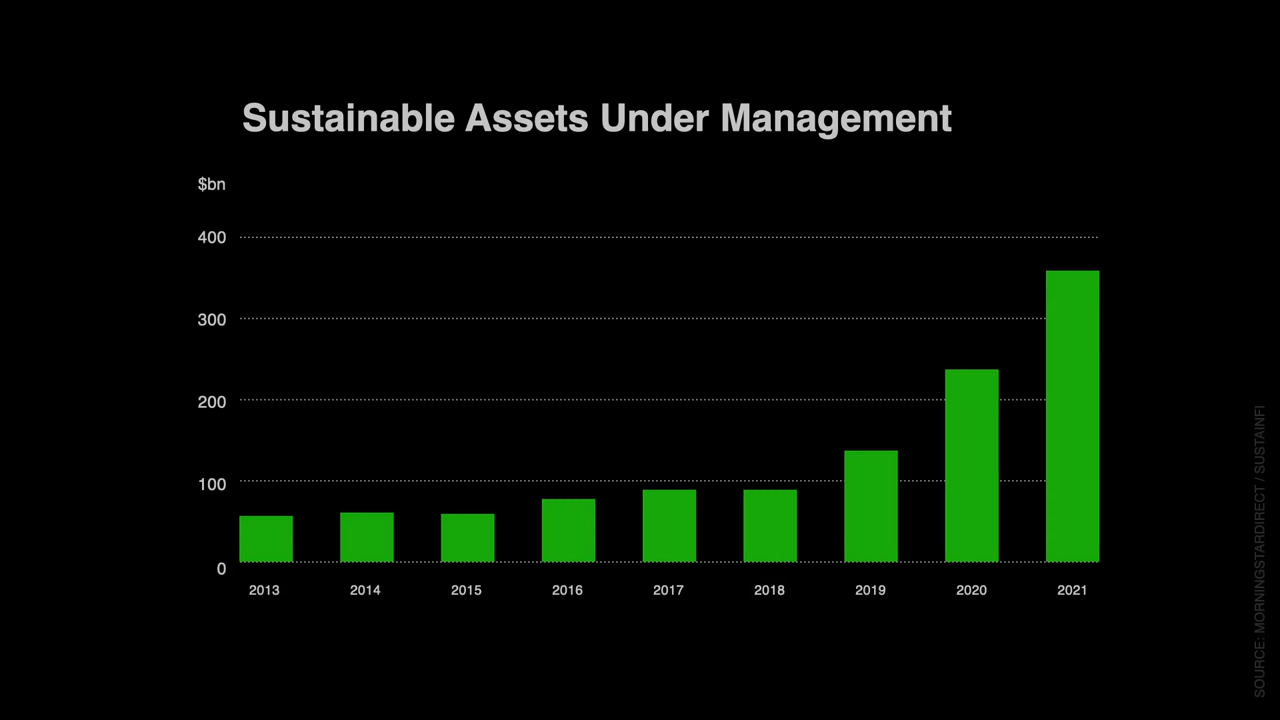 Sustainable Assets Under Management
$bn
400
300
200
100
0
2013 2014 2015 2016 2017 2018 2019 2020 2021
SOURCE: MORNINGSTARDIRECT / SUSTAINFI